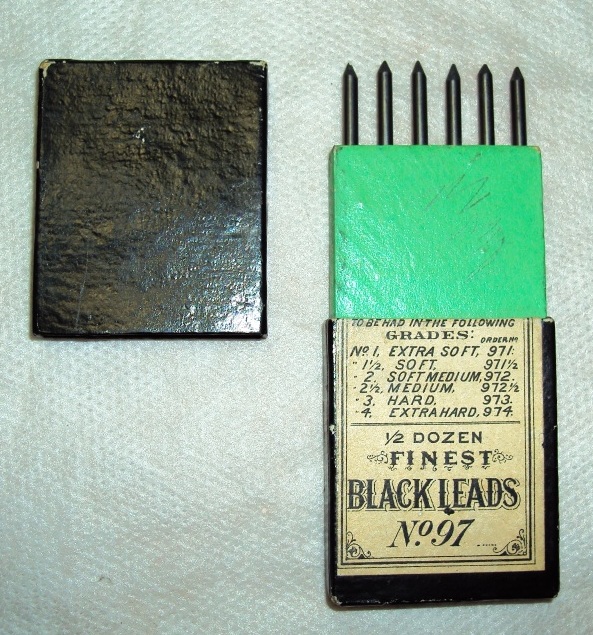 TO BE HAD IN THE FOLLOWING
GRADES: ORDER No
No. 1, EXTRA SOFT, 971.
" 1½, SOFT, 971½
" 2, SOFT MEDIUM, 972.
" 2½, MEDIUM, 972½
" 3, HARD, 973.
" 4, EXTRA HARD, 974.
1/2 DOZEN
FINEST
BLACK LEADS
No. 97